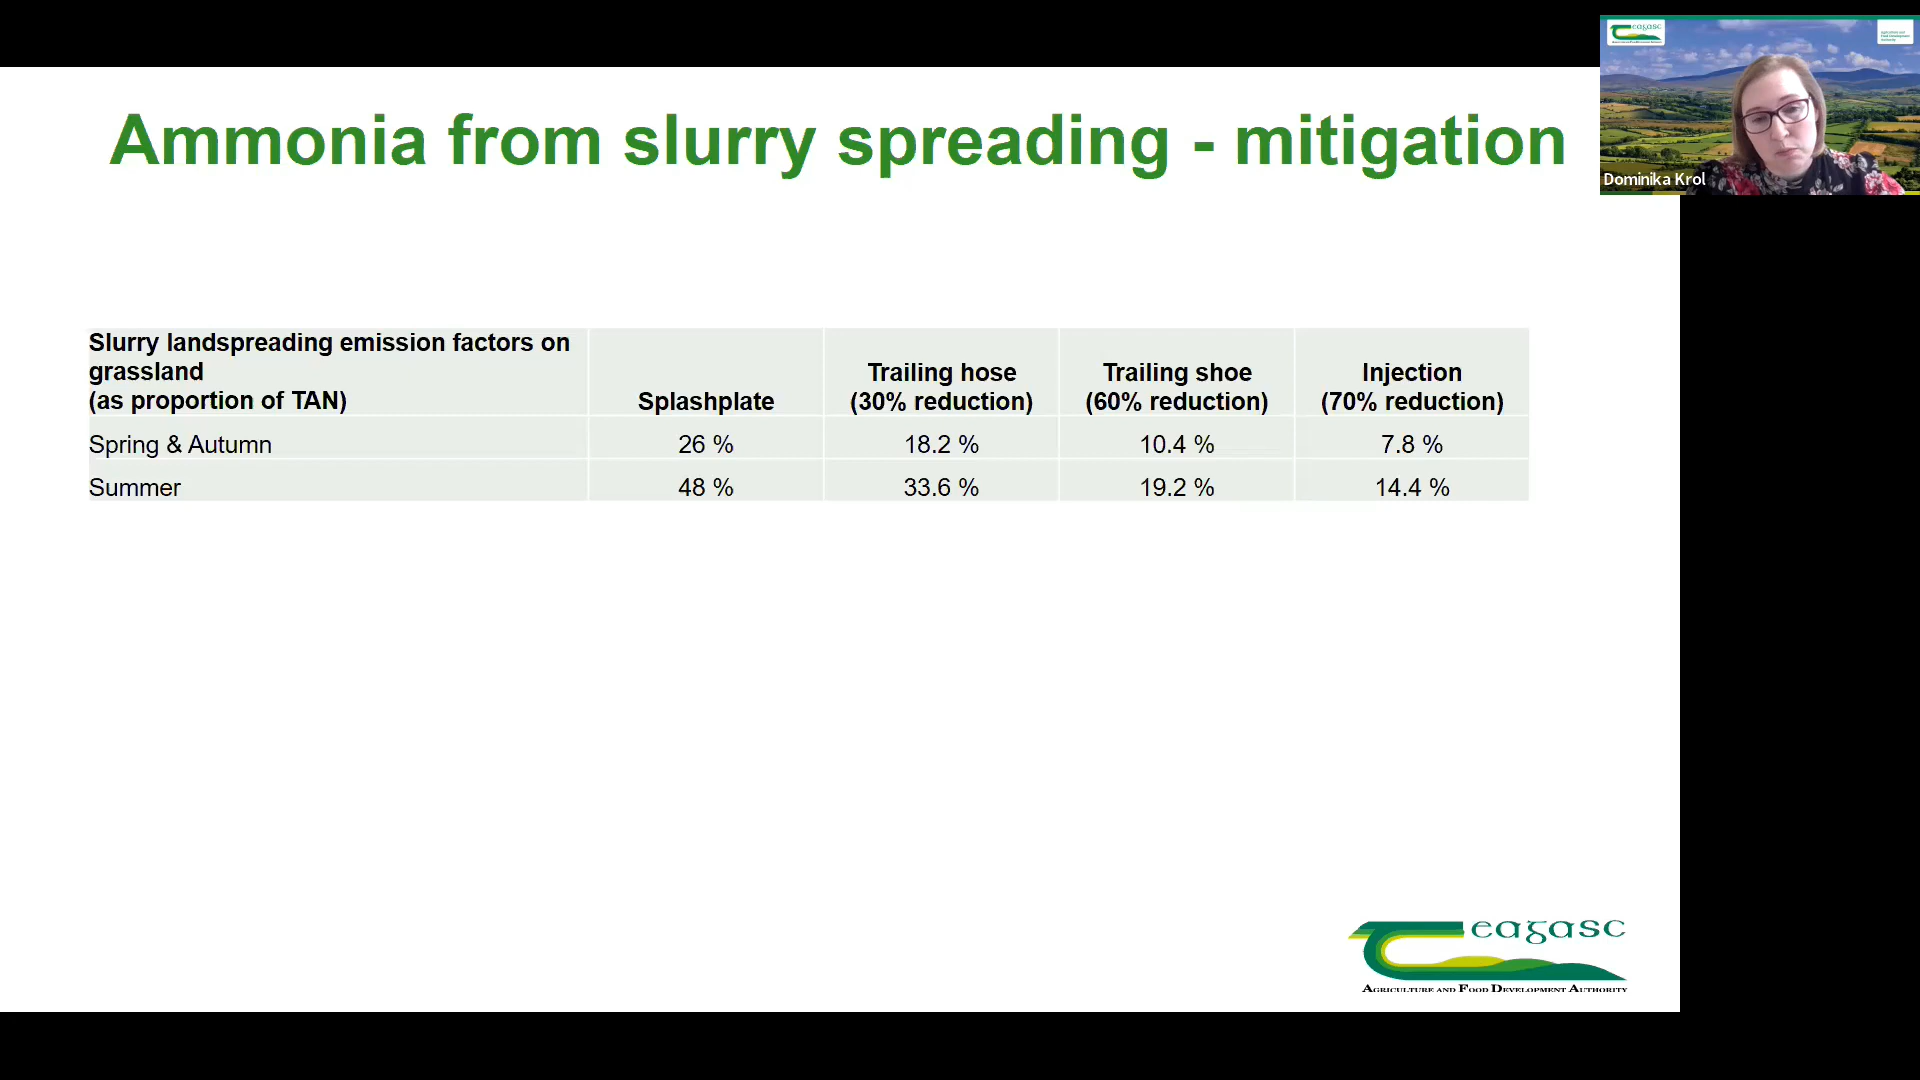 Ammonia from slurry spreading - mitigation
eagasc
Dominika Krol
Slurry landspreading emission factors on
grassland
(as proportion of TAN)
Splashplate
Trailing hose
(30% reduction)
Trailing shoe
(60% reduction)
Injection
(70% reduction)
Spring & Autumn 26 % 18.2 % 10.4 % 7.8 %
Summer 48 % 33.6 % 19.2 % 14.4 %
eagasc
AGRICULTURE AND FOOD DEVELOPMENT AUTHORITY